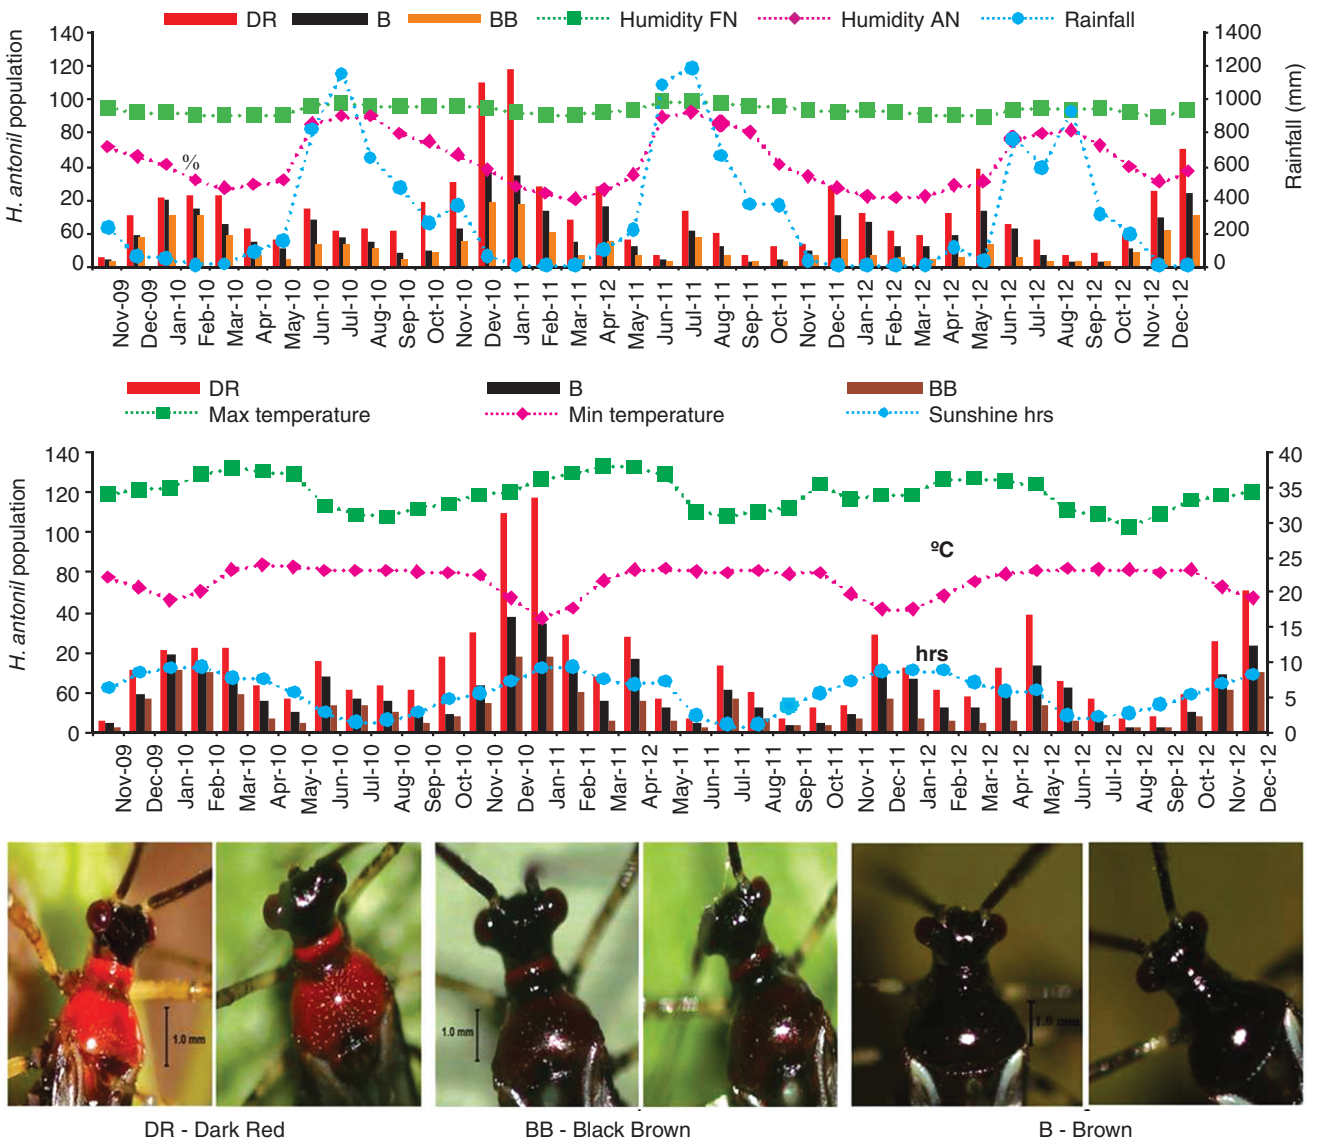 DR B BB Humidity FN Humidity AN Rainfall
H. antonil population
140
120
100
80
40
20
60
0
%
1400
1200
1000
800
600
400
200
0
Rainfall (mm)
Nov-09 Dec-09 Jan-10 Feb-10 Mar-10 Apr-10 May-10 Jun-10 Jul-10 Aug-10 Sep-10 Oct-10 Nov-10 Dev-10 Jan-11 Feb-11 Mar-11 Apr-12 May-11 Jun-11 Jul-11 Aug-11 Sep-11 Oct-11 Nov-11 Dec-11 Jan-12 Feb-12 Mar-12 Apr-12 May-12 Jun-12 Jul-12 Aug-12 Sep-12 Oct-12 Nov-12 Dec-12
DR B BB
Max temperature Min temperature Sunshine hrs
H. antonil population
140
120
100
80
40
20
60
0
ºC
hrs
40
35
30
25
20
15
10
5
0
Nov-09 Dec-09 Jan-10 Feb-10 Mar-10 Apr-10 May-10 Jun-10 Jul-10 Aug-10 Sep-10 Oct-10 Nov-10 Dev-10 Jan-11 Feb-11 Mar-11 Apr-12 May-11 Jun-11 Jul-11 Aug-11 Sep-11 Oct-11 Nov-11 Dec-11 Jan-12 Feb-12 Mar-12 Apr-12 May-12 Jun-12 Jul-12 Aug-12 Sep-12 Oct-12 Nov-12 Dec-12
1.0 mm
1.0 mm
1.0 mm
DR - Dark Red BB - Black Brown B - Brown